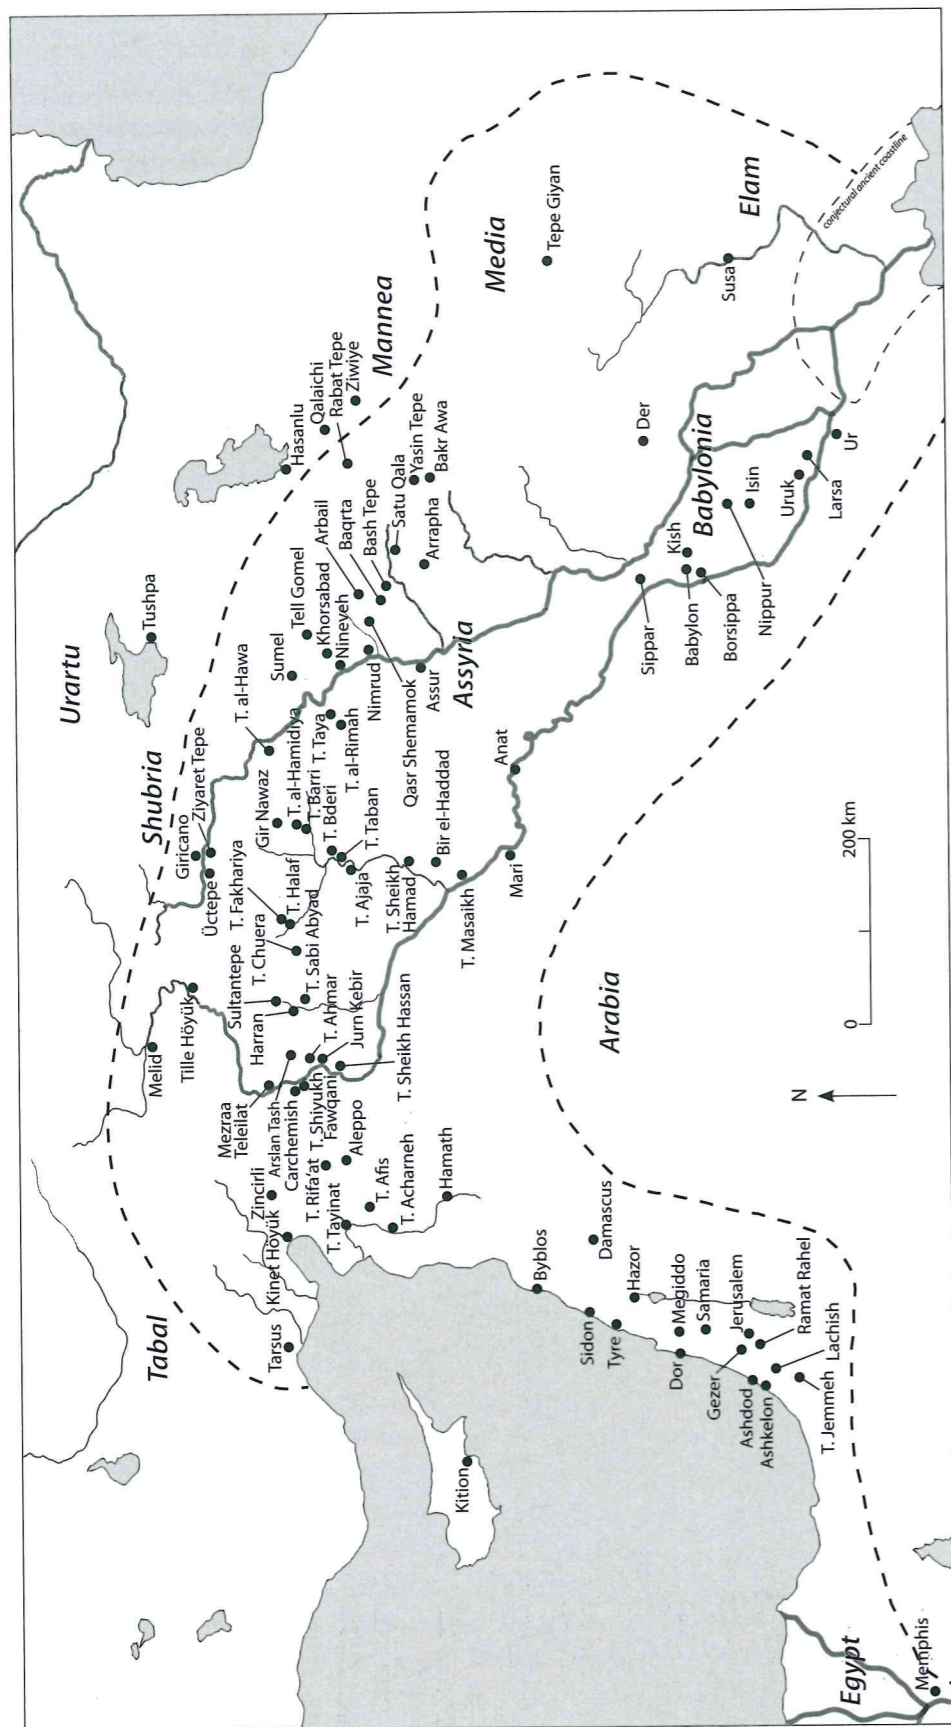 Urartu
Tushpa
Shubria
Tabal
Mannea
Media
Elam
Assyria
Babylonia
Arabia
Egypt
Melid
Tille Höyük
Giricano
Ziyaret Tepe
Üctepe
T. Fakhariya
T. Halaf
T. Chuera
T. Sabi Abyad
Sultantepe
Harran
T. Ahmar
Jurn Kebir
T. Sheikh Hassan
Mezraa
Teleilat
Arslan Tash
Carchemish
T. Shiyukh
Fawqani
Zincirli
Kinet Höyük
T. Rifa'at
T. Tayinat
Aleppo
T. Afis
T. Acharneh
Hamath
Tarsus
Kition
T. al-Hawa
Gir Nawaz
T. al-Hamidiya
T. Barri
T. Bderi
T. Taban
T. Ajaja
T. Sheikh
Hamad
Bir el-Haddad
T. Masaikh
Mari
Anat
T. Taya
T. al-Rimah
Sumel
Tell Gomel
Khorsabad
Nineyeh
Nimrud
Qasr Shemamok
Assur
Arbail
Baqrta
Bash Tepe
Satu Qala
Yasin Tepe
Bakr Awa
Arrapha
Hasanlu
Qalaichi
Rabat Tepe
Ziwiye
Tepe Giyan
Susa
conjectural ancient coastline
Der
Sippar
Kish
Babylon
Borsippa
Nippur
Isin
Uruk
Larsa
Ur
Byblos
Damascus
Sidon
Tyre
Hazor
Dor
Megiddo
Samaria
Gezer
Jerusalem
Ramat Rahel
Ashdod
Ashkelon
Lachish
T. Jemmeh
Memphis
N
0
200 km